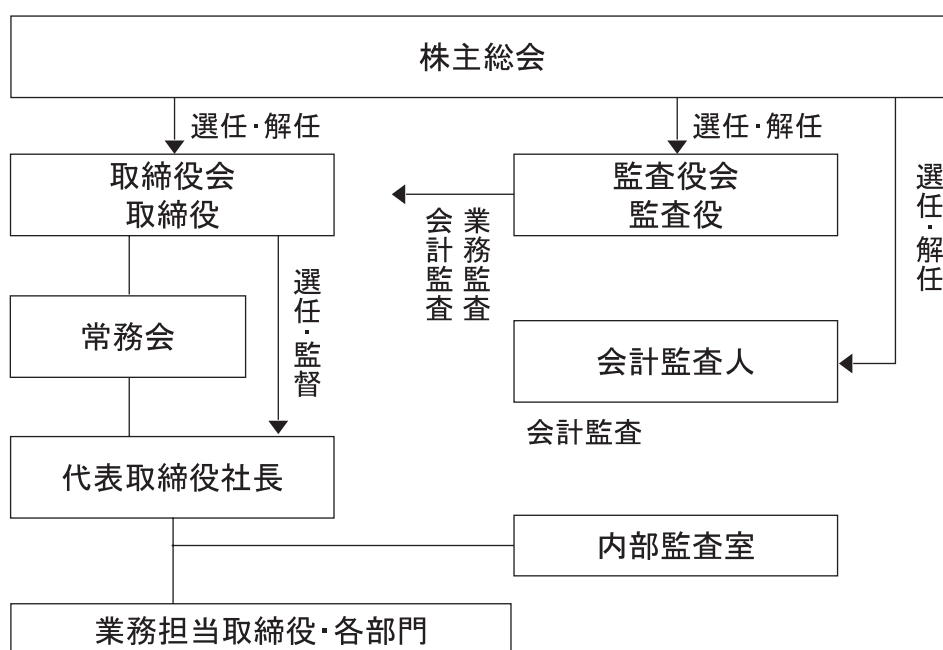 株主総会
選任・解任
選任・解任
選任・解任
取締役会
取締役
監査役会
監査役
業務監査
会計監査
選任・監督
常務会
会計監査人
会計監査
代表取締役社長
内部監査室
業務担当取締役・各部門